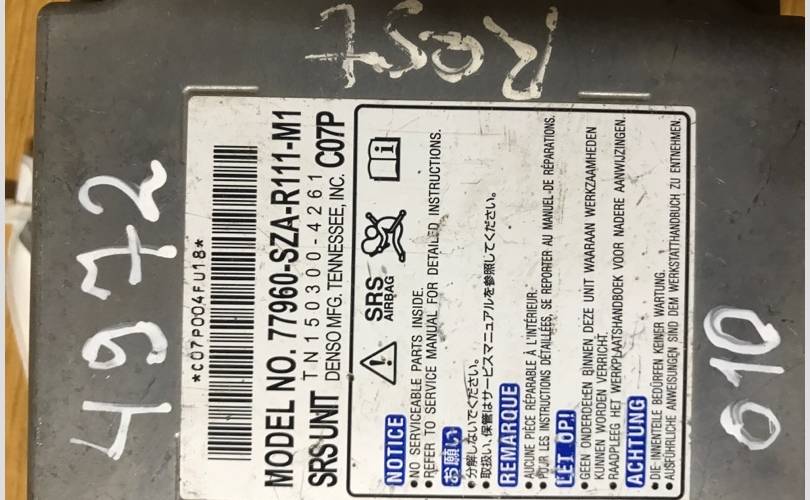 4972
*C07P004FU18*
MODEL NO. 77960-SZA-R111-M1
SRS UNIT TN150300-4261
DENSO MFG. TENNESSEE, INC. C07P
SRS
AIRBAG
NOTICE
• NO SERVICEABLE PARTS INSIDE.
• REFER TO SERVICE MANUAL FOR DETAILED INSTRUCTIONS.
お願い
• 分解しないでください。
• 取扱い、保管はサービスマニュアルを参照してください。
REMARQUE
• AUCUNE PIÈCE RÉPARABLE À L'INTÉRIEUR.
• POUR LES INSTRUCTIONS DÉTAILLÉES, SE REPORTER AU MANUEL DE RÉPARATIONS.
LET OP!
• GEEN ONDERDELEN BINNEN DEZE UNIT WAARAAN WERKZAAMHEDEN
KUNNEN WORDEN VERRICHT.
• RAADPLEEG HET WERKPLAATSHANDBOEK VOOR NADERE AANWIJZINGEN.
ACHTUNG
• DIE INNENTEILE BEDÜRFEN KEINER WARTUNG.
• AUSFÜHRLICHE ANWEISUNGEN SIND DEM WERKSTATTHANDBUCH ZU ENTNEHMEN.
010